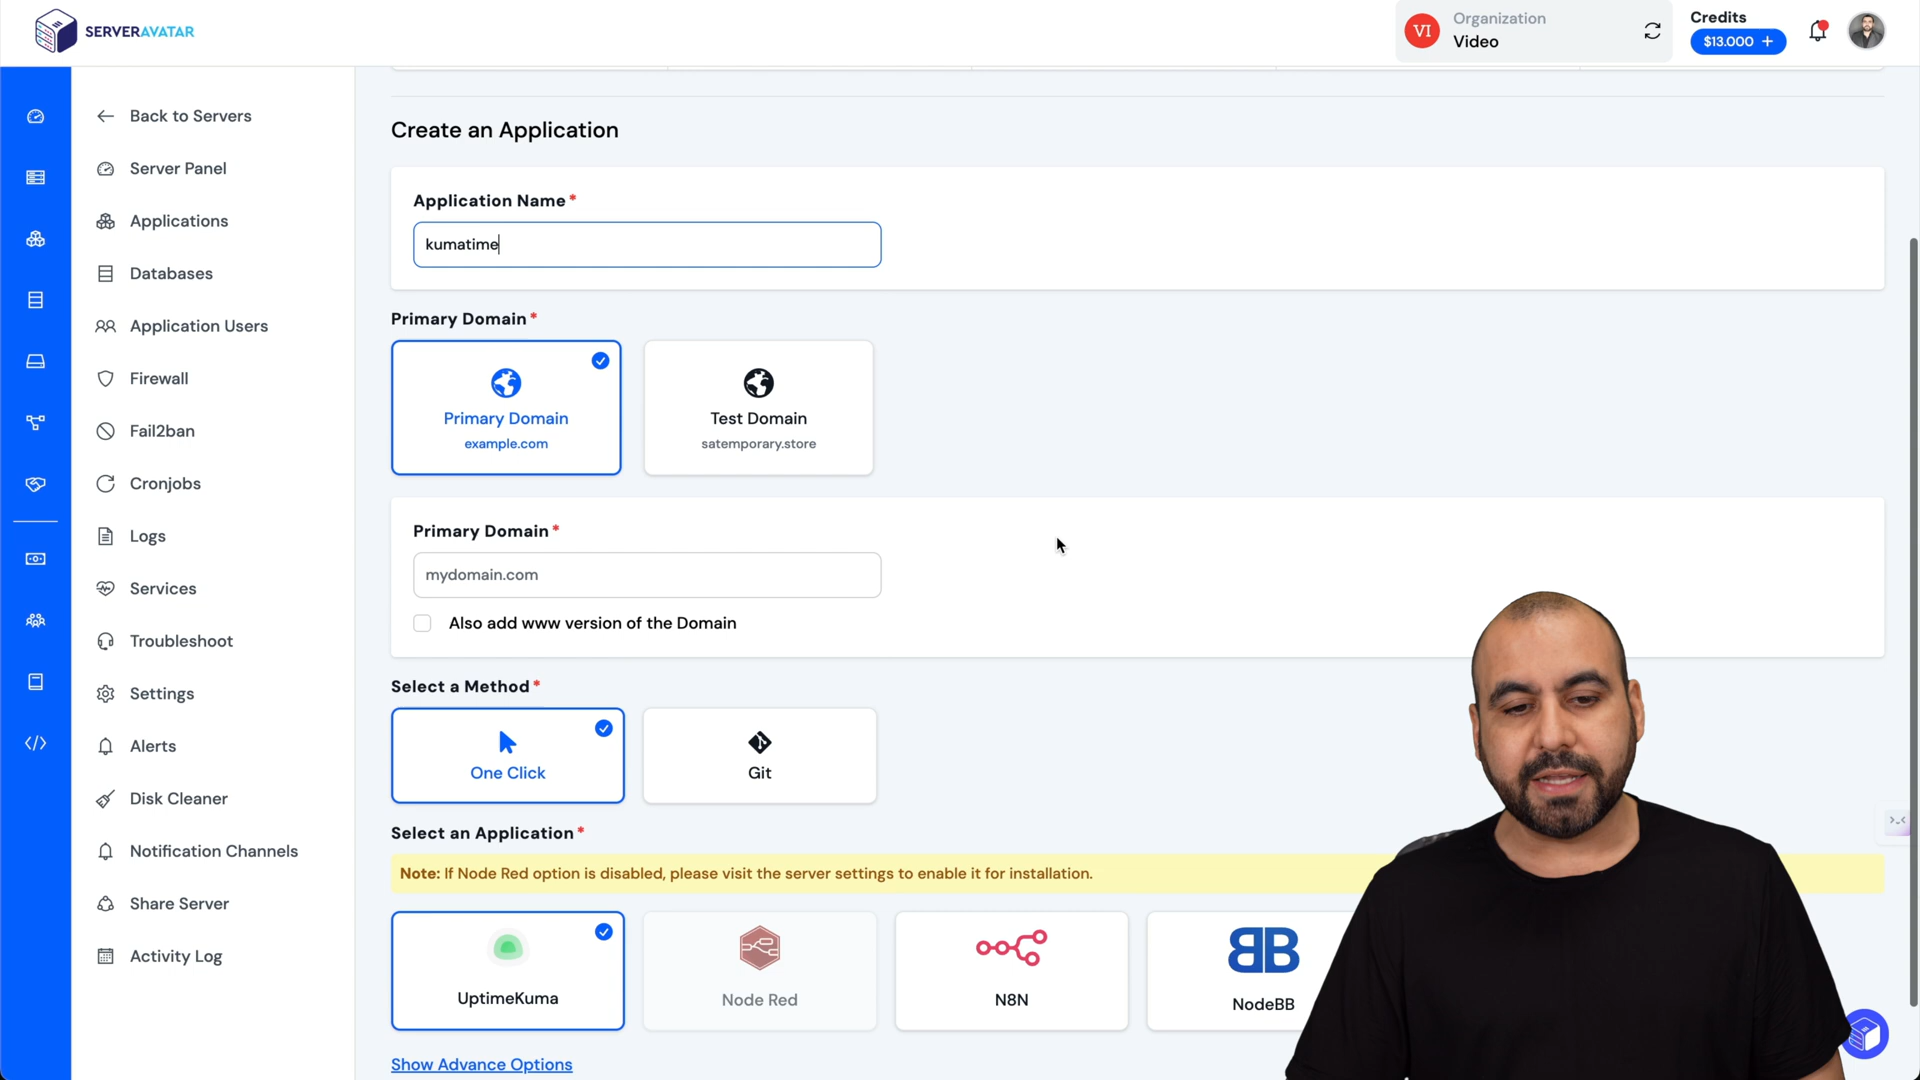 SERVERAVATAR
VI
Organization
Video
Credits
$13.000 +
Back to Servers
Server Panel
Applications
Databases
Application Users
Firewall
Fail2ban
Cronjobs
Logs
Services
Troubleshoot
Settings
Alerts
Disk Cleaner
Notification Channels
Share Server
Activity Log
Create an Application
Application Name *
kumatime
Primary Domain *
Primary Domain
example.com
Test Domain
satemporary.store
Primary Domain *
mydomain.com
Also add www version of the Domain
Select a Method *
One Click
Git
Select an Application *
Note: If Node Red option is disabled, please visit the server settings to enable it for installation.
UptimeKuma
Node Red
N8N
BB
NodeBB
Show Advance Options